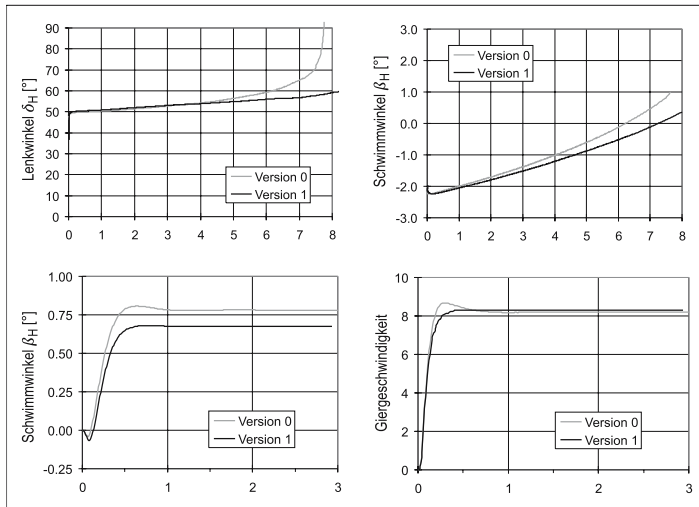 Lenkwinkel δH [°]
90
80
70
60
50
40
30
20
10
0
0 1 2 3 4 5 6 7 8
Version 0
Version 1
Schwimmwinkel βH [°]
3.0
2.0
1.0
0.0
-1.0
-2.0
-3.0
0 1 2 3 4 5 6 7 8
Version 0
Version 1
Schwimmwinkel βH [°]
1.00
0.75
0.50
0.00
-0.25
0 1 2 3
Version 0
Version 1
Giergeschwindigkeit
10
8
6
4
2
0
0 1 2 3
Version 0
Version 1